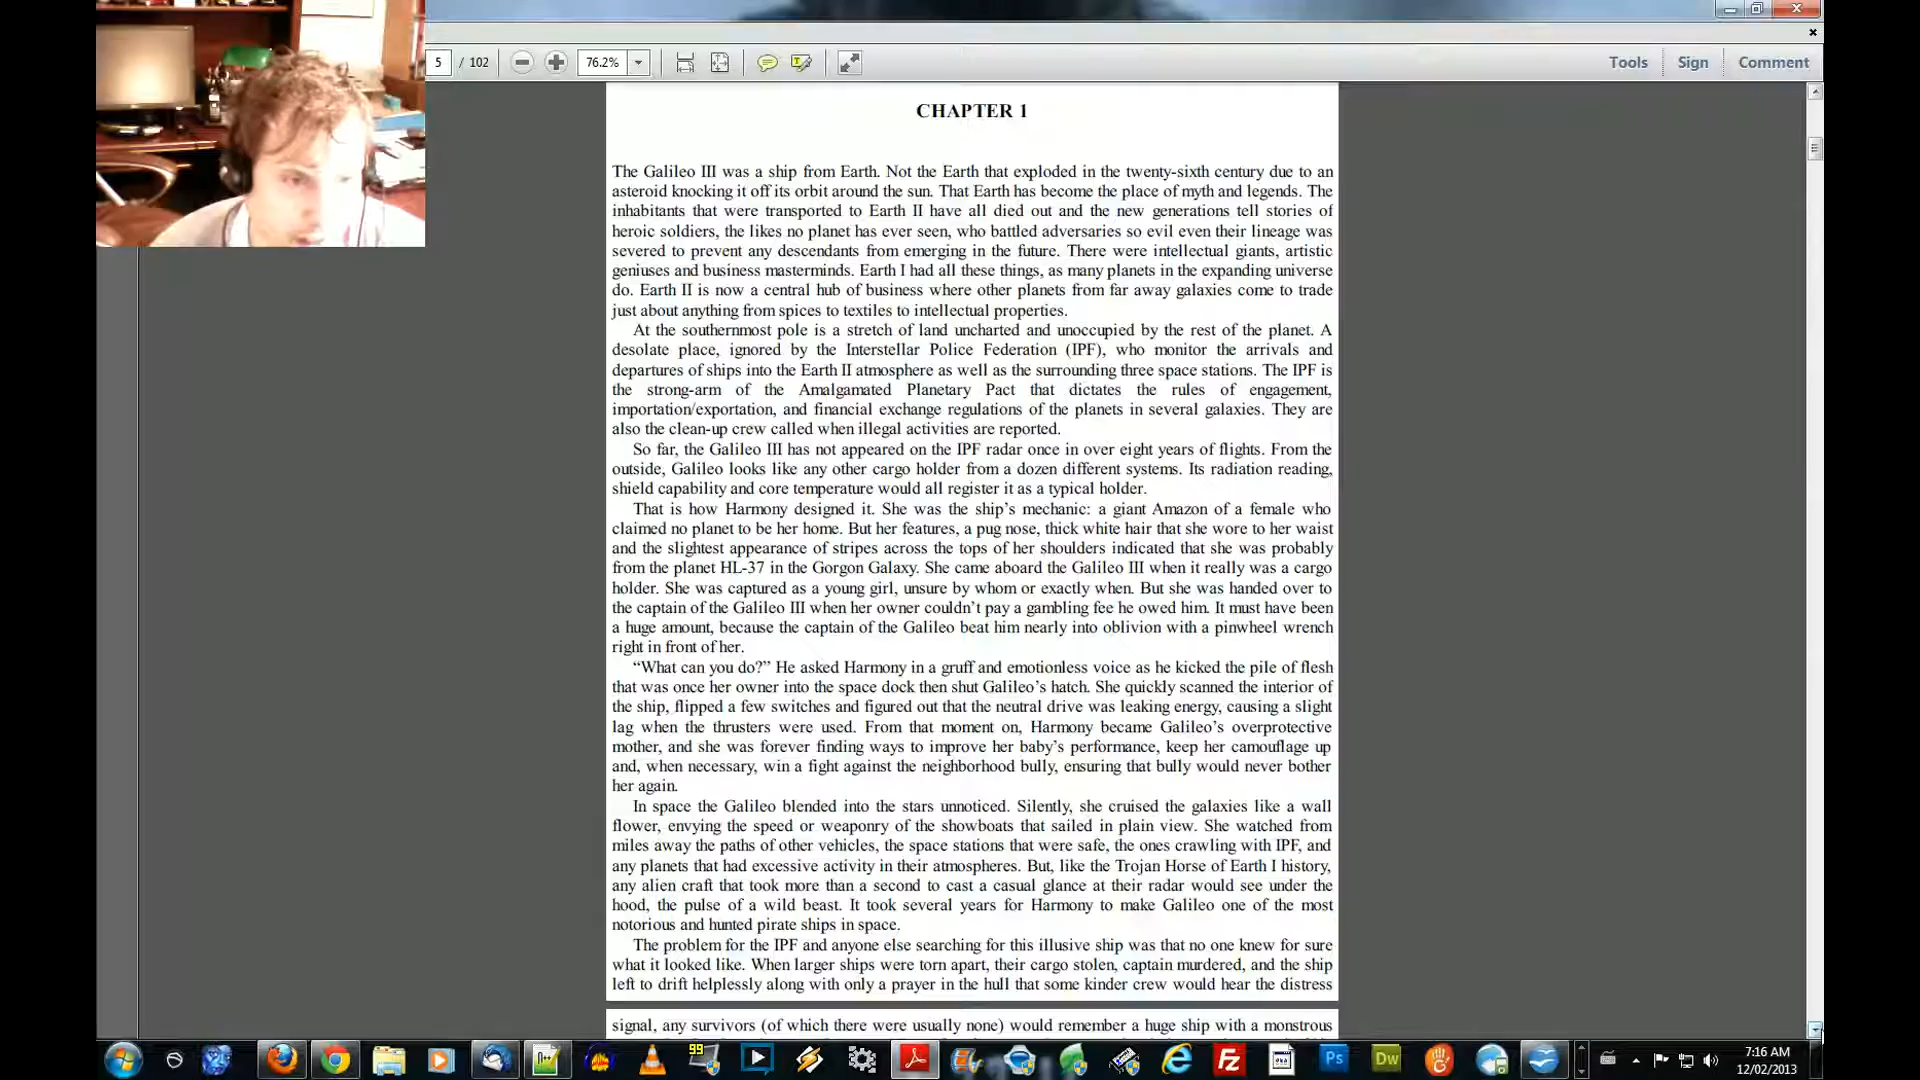 5 / 102 76.2% Tools Sign Comment
CHAPTER 1
The Galileo III was a ship from Earth. Not the Earth that exploded in the twenty-sixth century due to an
asteroid knocking it off its orbit around the sun. That Earth has become the place of myth and legends. The
inhabitants that were transported to Earth II have all died out and the new generations tell stories of
heroic soldiers, the likes no planet has ever seen, who battled adversaries so evil even their lineage was
severed to prevent any descendants from emerging in the future. There were intellectual giants, artistic
geniuses and business masterminds. Earth I had all these things, as many planets in the expanding universe
do. Earth II is now a central hub of business where other planets from far away galaxies come to trade
just about anything from spices to textiles to intellectual properties.
At the southernmost pole is a stretch of land uncharted and unoccupied by the rest of the planet. A
desolate place, ignored by the Interstellar Police Federation (IPF), who monitor the arrivals and
departures of ships into the Earth II atmosphere as well as the surrounding three space stations. The IPF is
the strong-arm of the Amalgamated Planetary Pact that dictates the rules of engagement,
importation/exportation, and financial exchange regulations of the planets in several galaxies. They are
also the clean-up crew called when illegal activities are reported.
So far, the Galileo III has not appeared on the IPF radar once in over eight years of flights. From the
outside, Galileo looks like any other cargo holder from a dozen different systems. Its radiation reading,
shield capability and core temperature would all register it as a typical holder.
That is how Harmony designed it. She was the ship's mechanic: a giant Amazon of a female who
claimed no planet to be her home. But her features, a pug nose, thick white hair that she wore to her waist
and the slightest appearance of stripes across the tops of her shoulders indicated that she was probably
from the planet HL-37 in the Gorgon Galaxy. She came aboard the Galileo III when it really was a cargo
holder. She was captured as a young girl, unsure by whom or exactly when. But she was handed over to
the captain of the Galileo III when her owner couldn't pay a gambling fee he owed him. It must have been
a huge amount, because the captain of the Galileo beat him nearly into oblivion with a pinwheel wrench
right in front of her.
“What can you do?” He asked Harmony in a gruff and emotionless voice as he kicked the pile of flesh
that was once her owner into the space dock then shut Galileo's hatch. She quickly scanned the interior of
the ship, flipped a few switches and figured out that the neutral drive was leaking energy, causing a slight
lag when the thrusters were used. From that moment on, Harmony became Galileo's overprotective
mother, and she was forever finding ways to improve her baby's performance, keep her camouflage up
and, when necessary, win a fight against the neighborhood bully, ensuring that bully would never bother
her again.
In space the Galileo blended into the stars unnoticed. Silently, she cruised the galaxies like a wall
flower, envying the speed or weaponry of the showboats that sailed in plain view. She watched from
miles away the paths of other vehicles, the space stations that were safe, the ones crawling with IPF, and
any planets that had excessive activity in their atmospheres. But, like the Trojan Horse of Earth I history,
any alien craft that took more than a second to cast a casual glance at their radar would see under the
hood, the pulse of a wild beast. It took several years for Harmony to make Galileo one of the most
notorious and hunted pirate ships in space.
The problem for the IPF and anyone else searching for this illusive ship was that no one knew for sure
what it looked like. When larger ships were torn apart, their cargo stolen, captain murdered, and the ship
left to drift helplessly along with only a prayer in the hull that some kinder crew would hear the distress
signal, any survivors (of which there were usually none) would remember a huge ship with a monstrous
99 Ps Dw 7:16 AM
12/02/2013